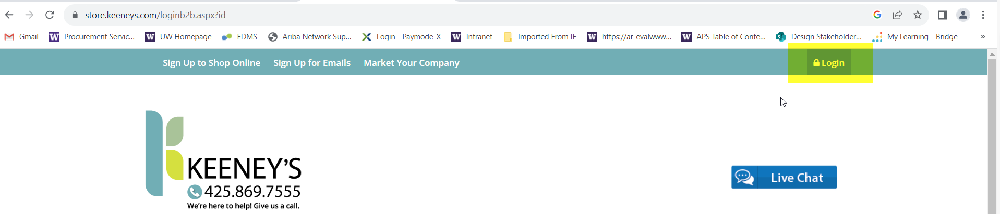 store.keeneys.com/loginb2b.aspx?id=
Gmail Procurement Servic... UW Homepage EDMS Ariba Network Sup... Login - Paymode-X Intranet Imported From IE https://ar-evalwww... APS Table of Conte... Design Stakeholder... My Learning - Bridge »
Sign Up to Shop Online Sign Up for Emails Market Your Company Login
KEENEY'S
425.869.7555
We're here to help! Give us a call.
Live Chat